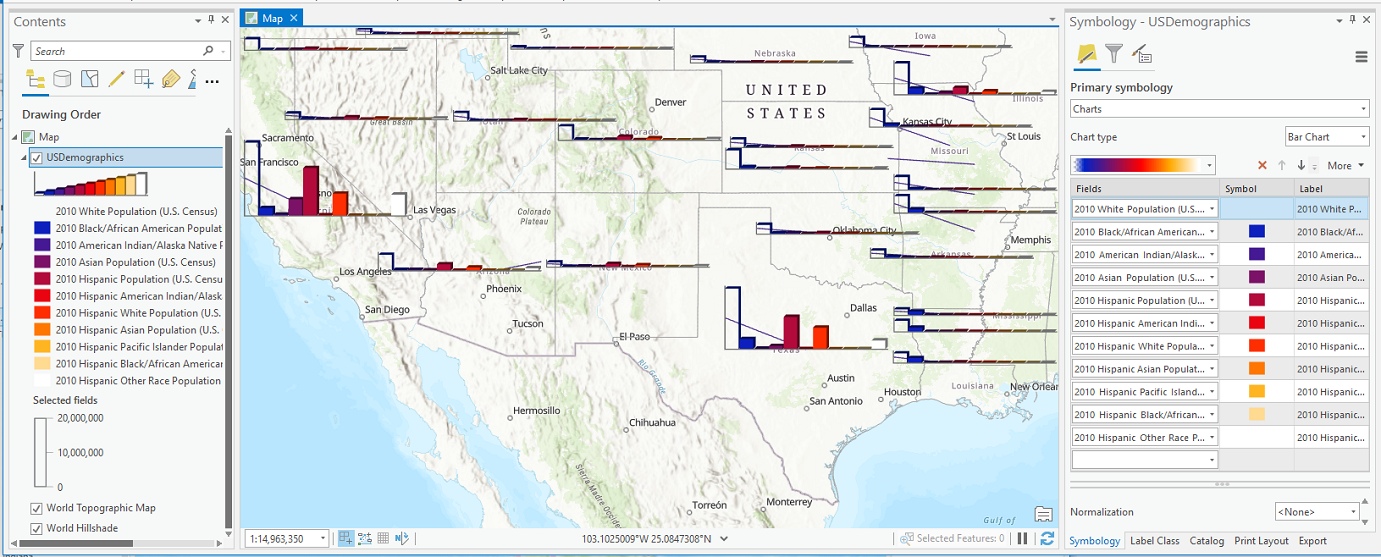 Contents
Search
Drawing Order
Map
USDemographics
2010 White Population (U.S. Census)
2010 Black/African American Populat
2010 American Indian/Alaska Native P
2010 Asian Population (U.S. Census)
2010 Hispanic Population (U.S. Censu
2010 Hispanic American Indian/Alask
2010 Hispanic White Population (U.S.
2010 Hispanic Asian Population (U.S.
2010 Hispanic Pacific Islander Populat
2010 Hispanic Black/African American
2010 Hispanic Other Race Population
Selected fields
20,000,000
10,000,000
0
World Topographic Map
World Hillshade
Map
Nebraska
Iowa
Salt Lake City
UNITED
STATES
Denver
Illinois
Great Basin
Utah
Colorado
Kansas City
St Louis
Sacramento
Kansas
Missouri
San Francisco
Las Vegas
Colorado
Plateau
Oklahoma City
Memphis
Arkansas
Los Angeles
Arizona
New Mexico
Phoenix
San Diego
Dallas
Mississippi
Tucson
El Paso
Texas
Rio Grande
Austin
Louisiana
New Orlean
San Antonio
Houston
Hermosillo
Chihuahua
Sierra Madre Occiden
Monterrey
Torreón
Gulf of
1:14,963,350
103.1025009°W 25.0847308°N
Selected Features: 0
Symbology - USDemographics
Primary symbology
Charts
Chart type
Bar Chart
More
Fields
Symbol
Label
2010 White Population (U.S....
2010 White P...
2010 Black/African American...
2010 Black/Af...
2010 American Indian/Alask...
2010 America...
2010 Asian Population (U.S....
2010 Asian Po...
2010 Hispanic Population (U...
2010 Hispanic...
2010 Hispanic American Indi...
2010 Hispanic...
2010 Hispanic White Popula...
2010 Hispanic...
2010 Hispanic Asian Populat...
2010 Hispanic...
2010 Hispanic Pacific Island...
2010 Hispanic...
2010 Hispanic Black/African...
2010 Hispanic...
2010 Hispanic Other Race P...
2010 Hispanic...
Normalization
<None>
Symbology
Label Class
Catalog
Print Layout
Export